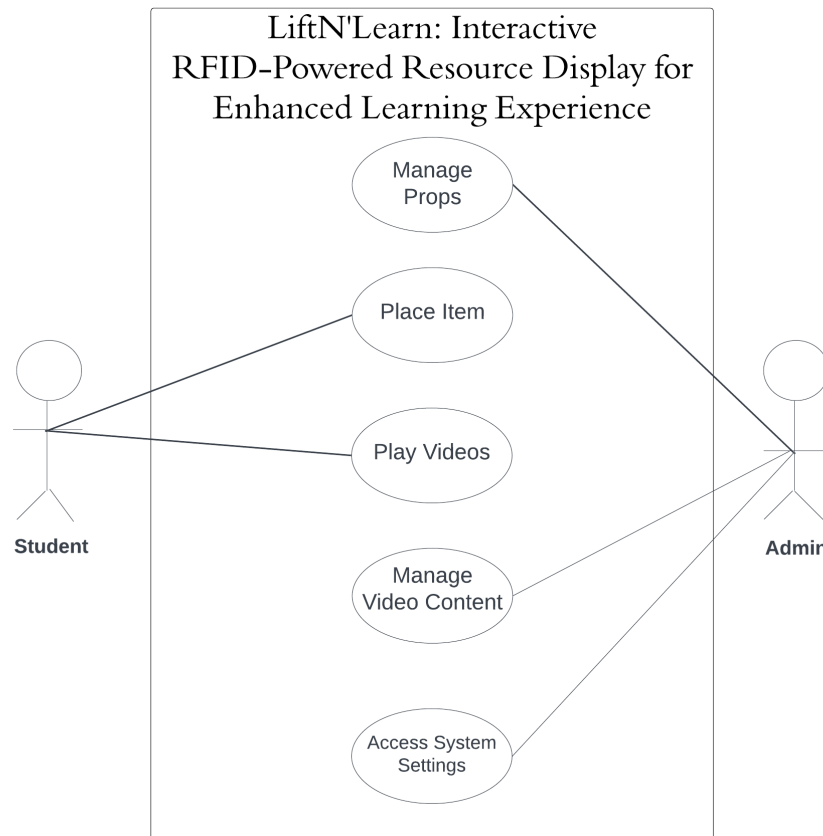 LiftN'Learn: Interactive
RFID-Powered Resource Display for
Enhanced Learning Experience
Manage
Props
Place Item
Play Videos
Student
Admin
Manage
Video Content
Access System
Settings